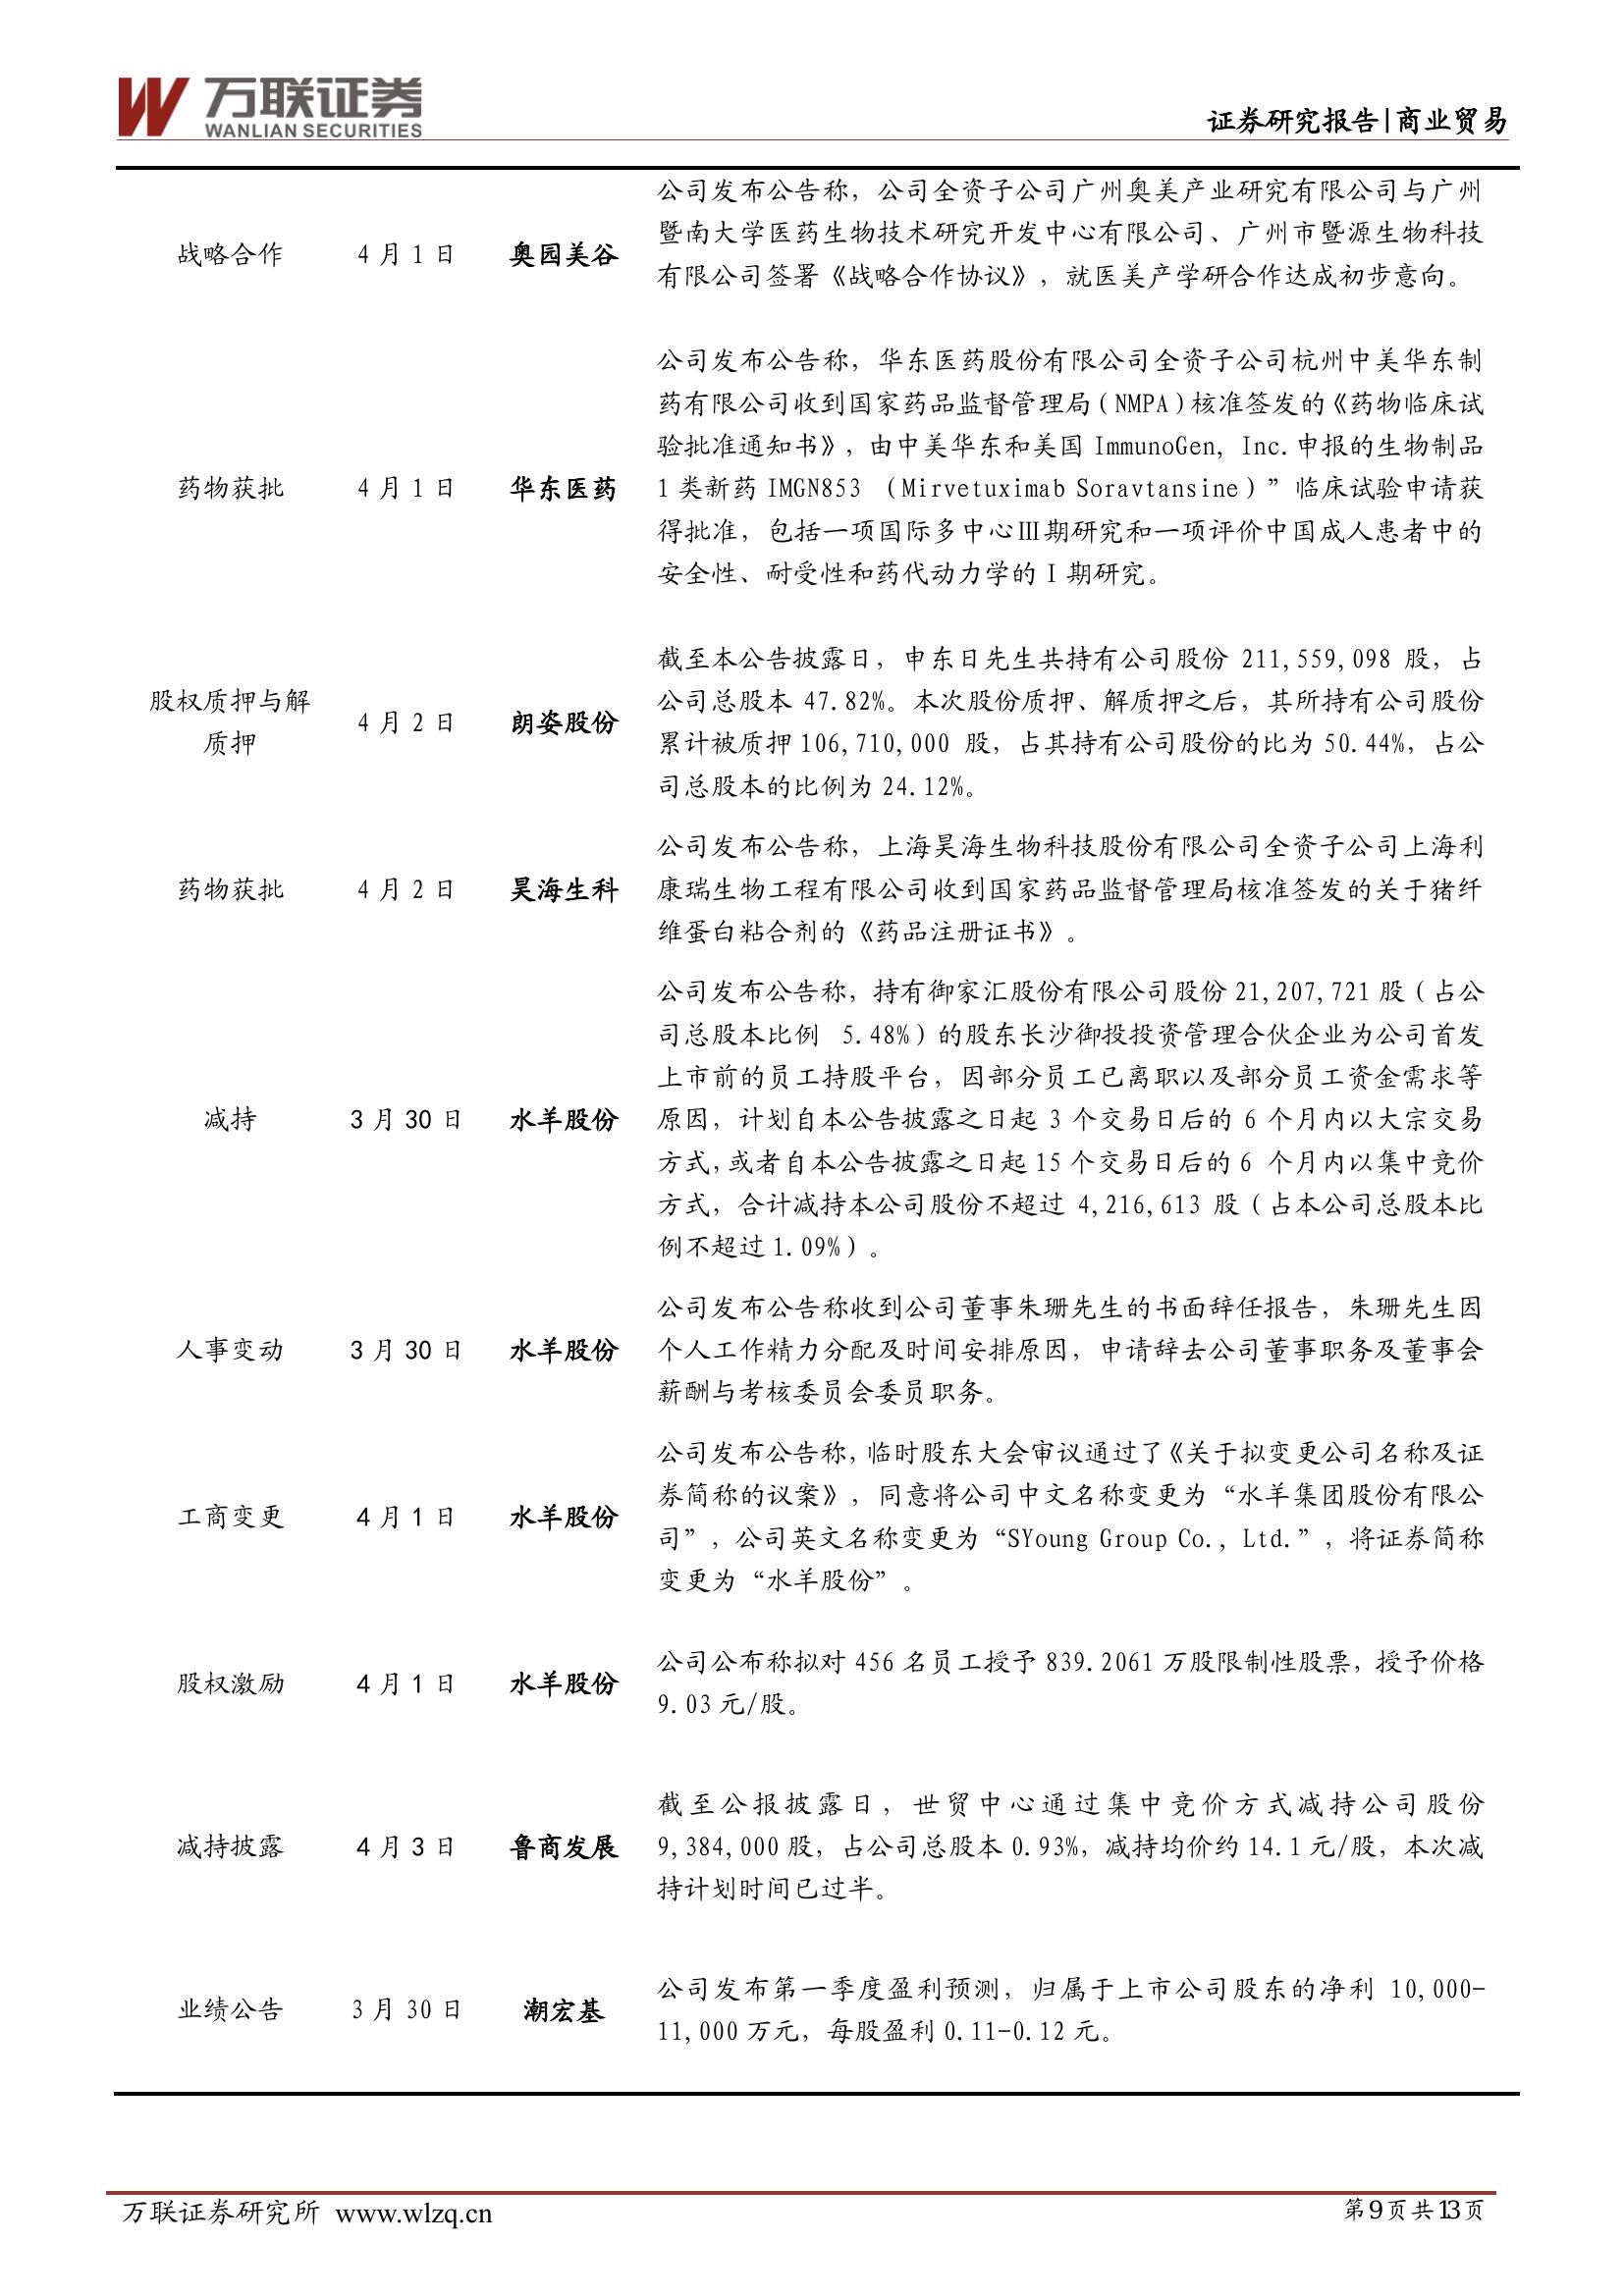 万联证券
WANLIAN SECURITIES
证券研究报告|商业贸易
战略合作
4 月 1 日
奥园美谷
公司发布公告称，公司全资子公司广州奥美产业研究有限公司与广州
暨南大学医药生物技术研究开发中心有限公司、广州市暨源生物科技
有限公司签署《战略合作协议》，就医美产学研合作达成初步意向。
药物获批
4 月 1 日
华东医药
公司发布公告称，华东医药股份有限公司全资子公司杭州中美华东制
药有限公司收到国家药品监督管理局（NMPA）核准签发的《药物临床试
验批准通知书》，由中美华东和美国 ImmunoGen, Inc.申报的生物制品
1 类新药 IMGN853 （Mirvetuximab Soravtansine）”临床试验申请获
得批准，包括一项国际多中心Ⅲ期研究和一项评价中国成人患者中的
安全性、耐受性和药代动力学的Ⅰ期研究。
股权质押与解
质押
4 月 2 日
朗姿股份
截至本公告披露日，申东日先生共持有公司股份 211,559,098 股，占
公司总股本 47.82%。本次股份质押、解质押之后，其所持有公司股份
累计被质押 106,710,000 股，占其持有公司股份的比为 50.44%，占公
司总股本的比例为 24.12%。
药物获批
4 月 2 日
昊海生科
公司发布公告称，上海昊海生物科技股份有限公司全资子公司上海利
康瑞生物工程有限公司收到国家药品监督管理局核准签发的关于猪纤
维蛋白粘合剂的《药品注册证书》。
减持
3 月 30 日
水羊股份
公司发布公告称，持有御家汇股份有限公司股份 21,207,721 股（占公
司总股本比例 5.48%）的股东长沙御投投资管理合伙企业为公司首发
上市前的员工持股平台，因部分员工已离职以及部分员工资金需求等
原因，计划自本公告披露之日起 3 个交易日后的 6 个月内以大宗交易
方式，或者自本公告披露之日起 15 个交易日后的 6 个月内以集中竞价
方式，合计减持本公司股份不超过 4,216,613 股（占本公司总股本比
例不超过 1.09%）。
人事变动
3 月 30 日
水羊股份
公司发布公告称收到公司董事朱珊先生的书面辞任报告，朱珊先生因
个人工作精力分配及时间安排原因，申请辞去公司董事职务及董事会
薪酬与考核委员会委员职务。
工商变更
4 月 1 日
水羊股份
公司发布公告称，临时股东大会审议通过了《关于拟变更公司名称及证
券简称的议案》，同意将公司中文名称变更为“水羊集团股份有限公
司”，公司英文名称变更为“SYoung Group Co., Ltd.”，将证券简称
变更为“水羊股份”。
股权激励
4 月 1 日
水羊股份
公司公布称拟对 456 名员工授予 839.2061 万股限制性股票，授予价格
9.03 元/股。
减持披露
4 月 3 日
鲁商发展
截至公报披露日，世贸中心通过集中竞价方式减持公司股份
9,384,000 股，占公司总股本 0.93%，减持均价约 14.1 元/股，本次减
持计划时间已过半。
业绩公告
3 月 30 日
潮宏基
公司发布第一季度盈利预测，归属于上市公司股东的净利 10,000-
11,000 万元，每股盈利 0.11-0.12 元。
万联证券研究所 www.wlzq.cn
第 9 页 共 13 页